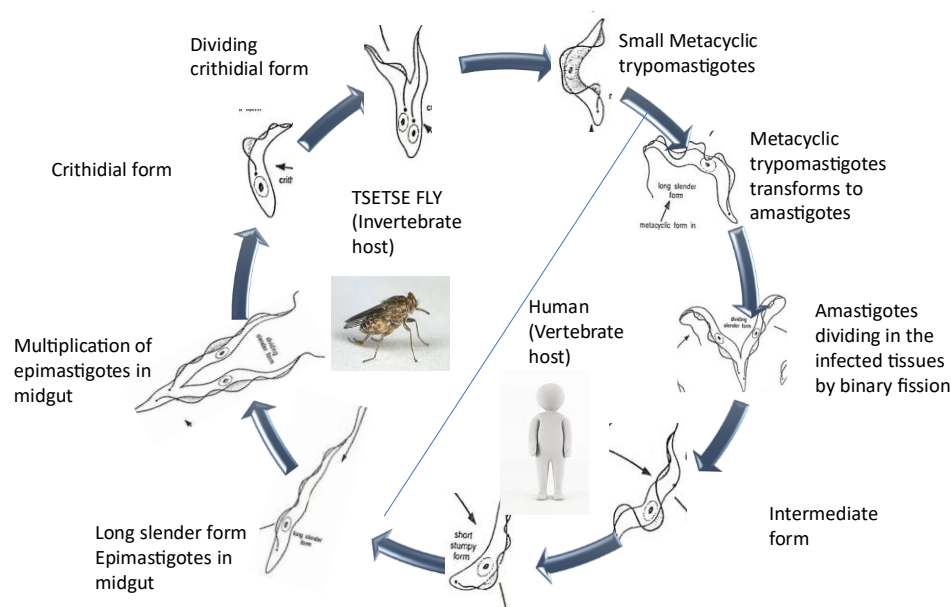 Dividing
crithidial form
Small Metacyclic
trypomastigotes
Crithidial form
crith
Metacyclic
trypomastigotes
transforms to
amastigotes
long slender
form
metacyclic form in
TSETSE FLY
(Invertebrate
host)
Human
(Vertebrate
host)
dividing
slender form
Amastigotes
dividing in the
infected tissues
by binary fission
Multiplication of
epimastigotes in
midgut
dividing
slender form
Intermediate
form
Long slender form
Epimastigotes in
midgut
long slender
form
short
stumpy
form